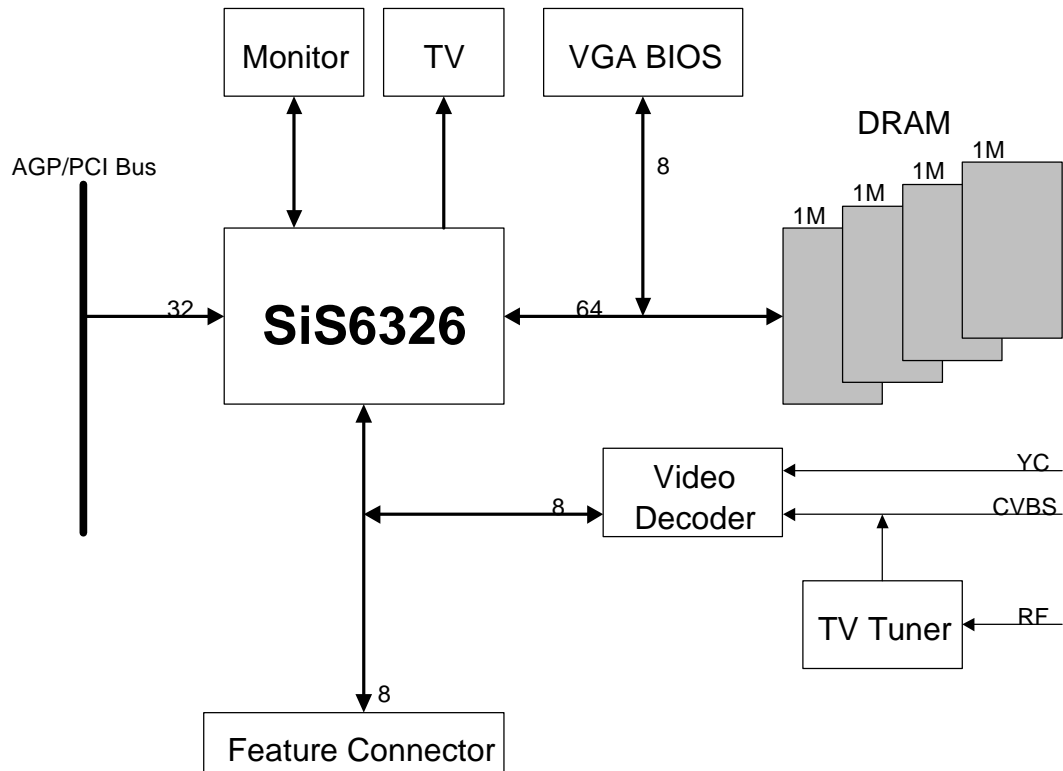 Monitor
TV
VGA BIOS
DRAM
AGP/PCI Bus
8
1M
1M
1M
1M
32
SiS6326
64
Video
Decoder
YC
8
CVBS
TV Tuner
RF
8
Feature Connector